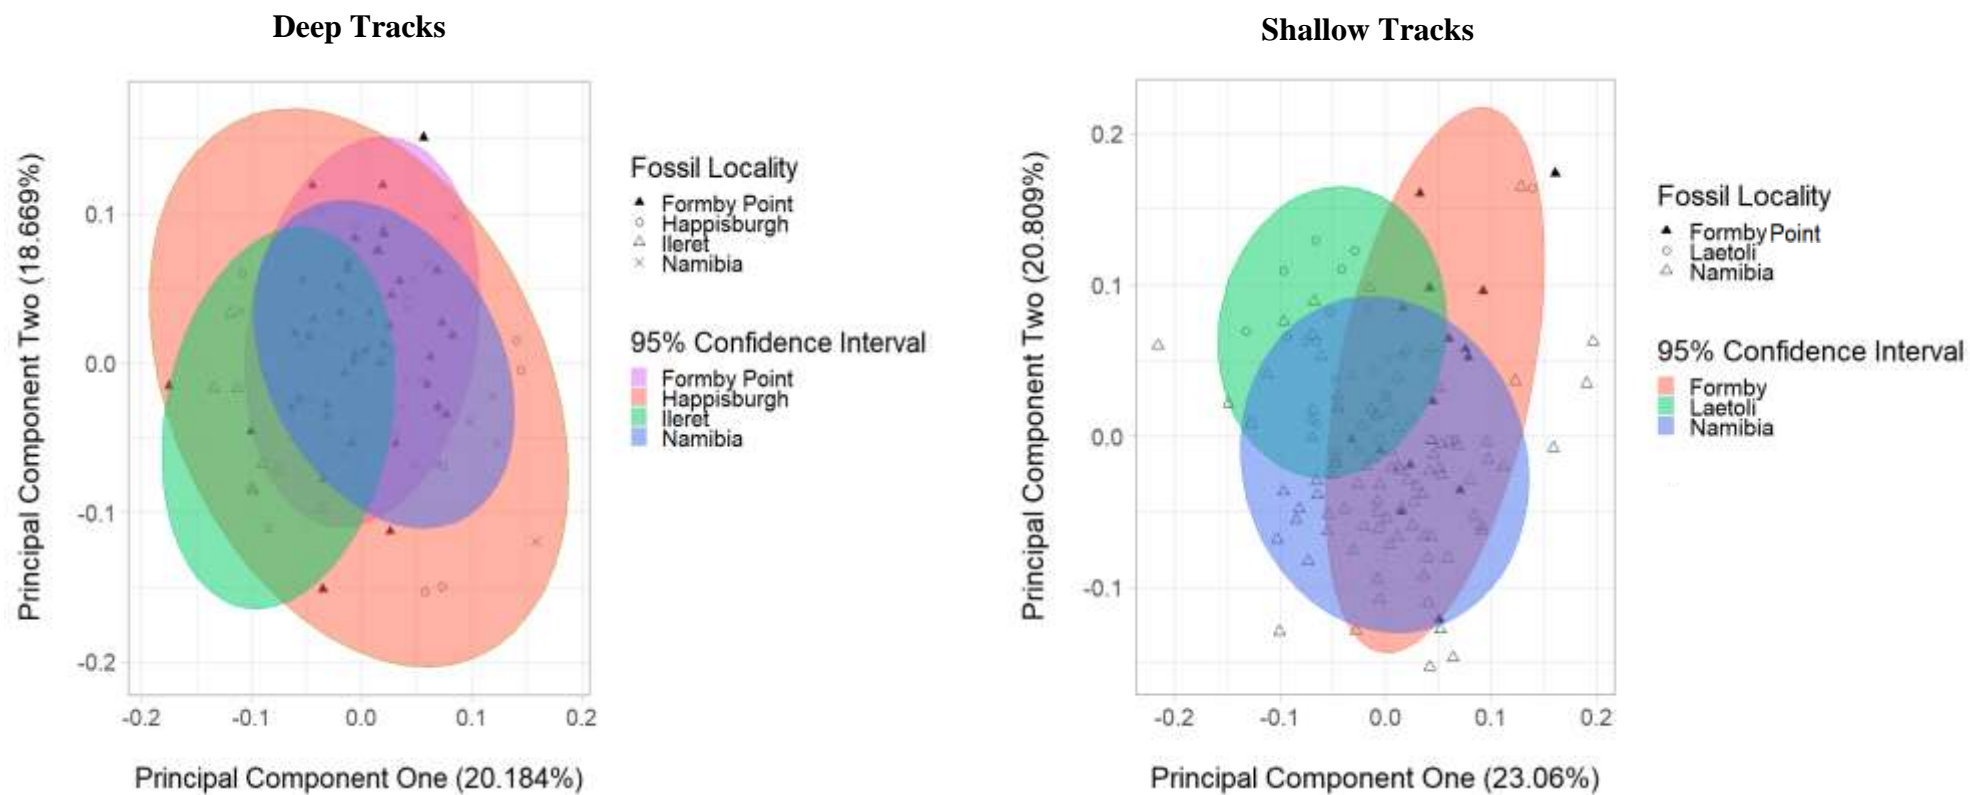 Deep Tracks
Principal Component Two (18.669%)
0.1
0.0
-0.1
-0.2
-0.2
-0.1
0.0
0.1
0.2
Principal Component One (20.184%)
Fossil Locality
Formby Point
Happisburgh
Ileret
Namibia
95% Confidence Interval
Formby Point
Happisburgh
Ileret
Namibia
Shallow Tracks
Principal Component Two (20.809%)
0.2
0.1
0.0
-0.1
-0.2
-0.1
0.0
0.1
0.2
Principal Component One (23.06%)
Fossil Locality
Formby Point
Laetoli
Namibia
95% Confidence Interval
Formby
Laetoli
Namibia